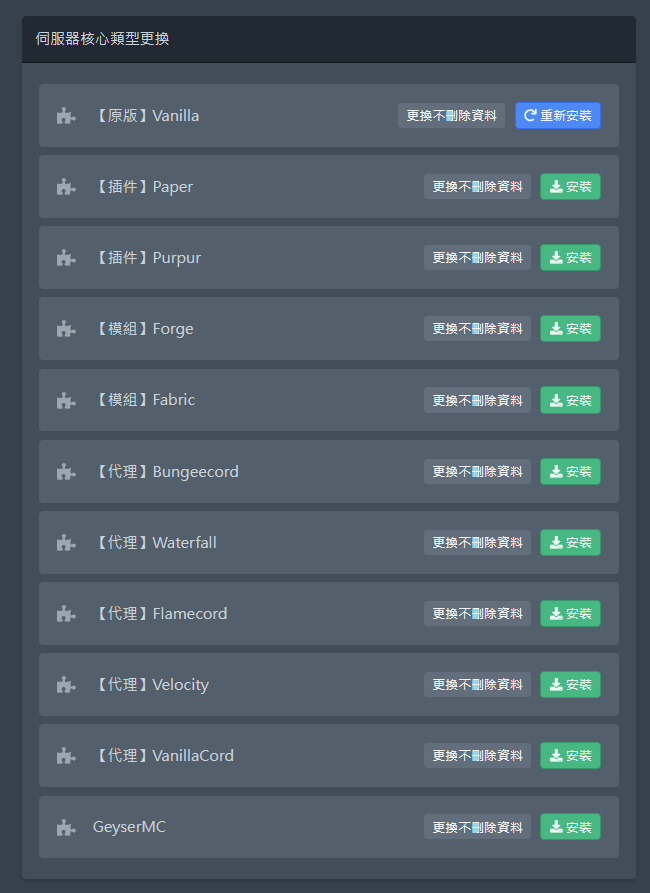 伺服器核心類型更換
【原版】Vanilla 更換不刪除資料 重新安裝
【插件】Paper 更換不刪除資料 安裝
【插件】Purpur 更換不刪除資料 安裝
【模組】Forge 更換不刪除資料 安裝
【模組】Fabric 更換不刪除資料 安裝
【代理】Bungeecord 更換不刪除資料 安裝
【代理】Waterfall 更換不刪除資料 安裝
【代理】Flamecord 更換不刪除資料 安裝
【代理】Velocity 更換不刪除資料 安裝
【代理】VanillaCord 更換不刪除資料 安裝
GeyserMC 更換不刪除資料 安裝